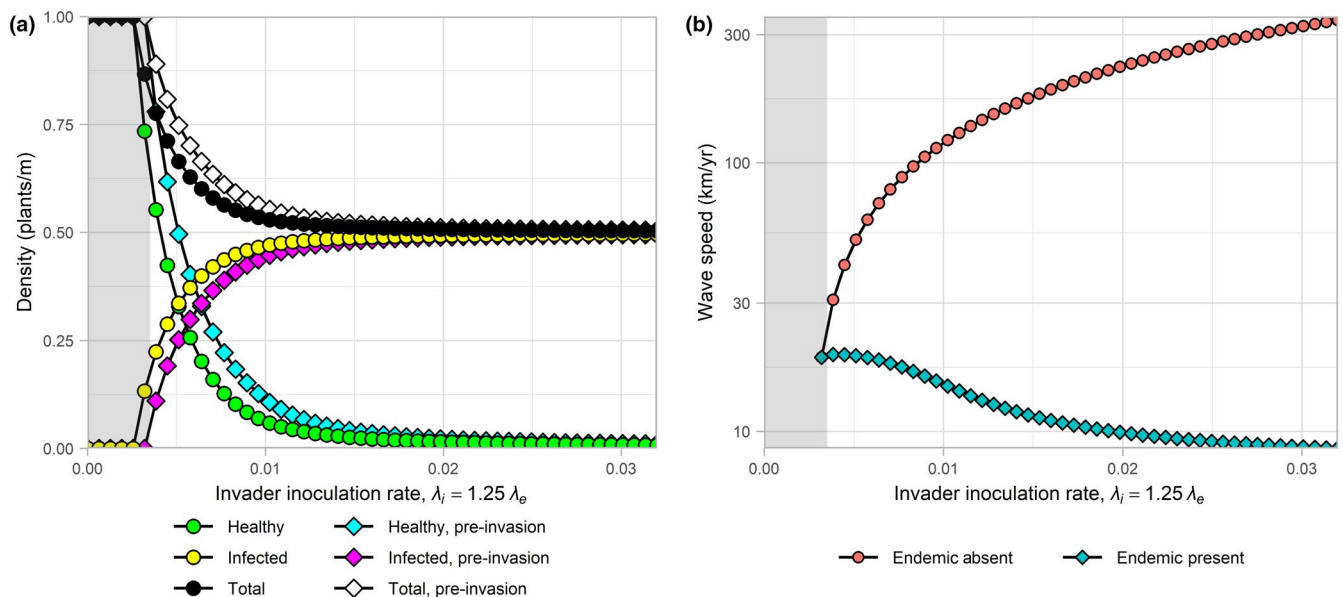 (a)
1.00
0.75
0.50
0.25
0.00
Density (plants/m)
0.00 0.01 0.02 0.03
Invader inoculation rate, λi = 1.25 λe
Healthy
Infected
Total
Healthy, pre-invasion
Infected, pre-invasion
Total, pre-invasion
(b)
300
100
30
10
Wave speed (km/yr)
0.00 0.01 0.02 0.03
Invader inoculation rate, λi = 1.25 λe
Endemic absent
Endemic present